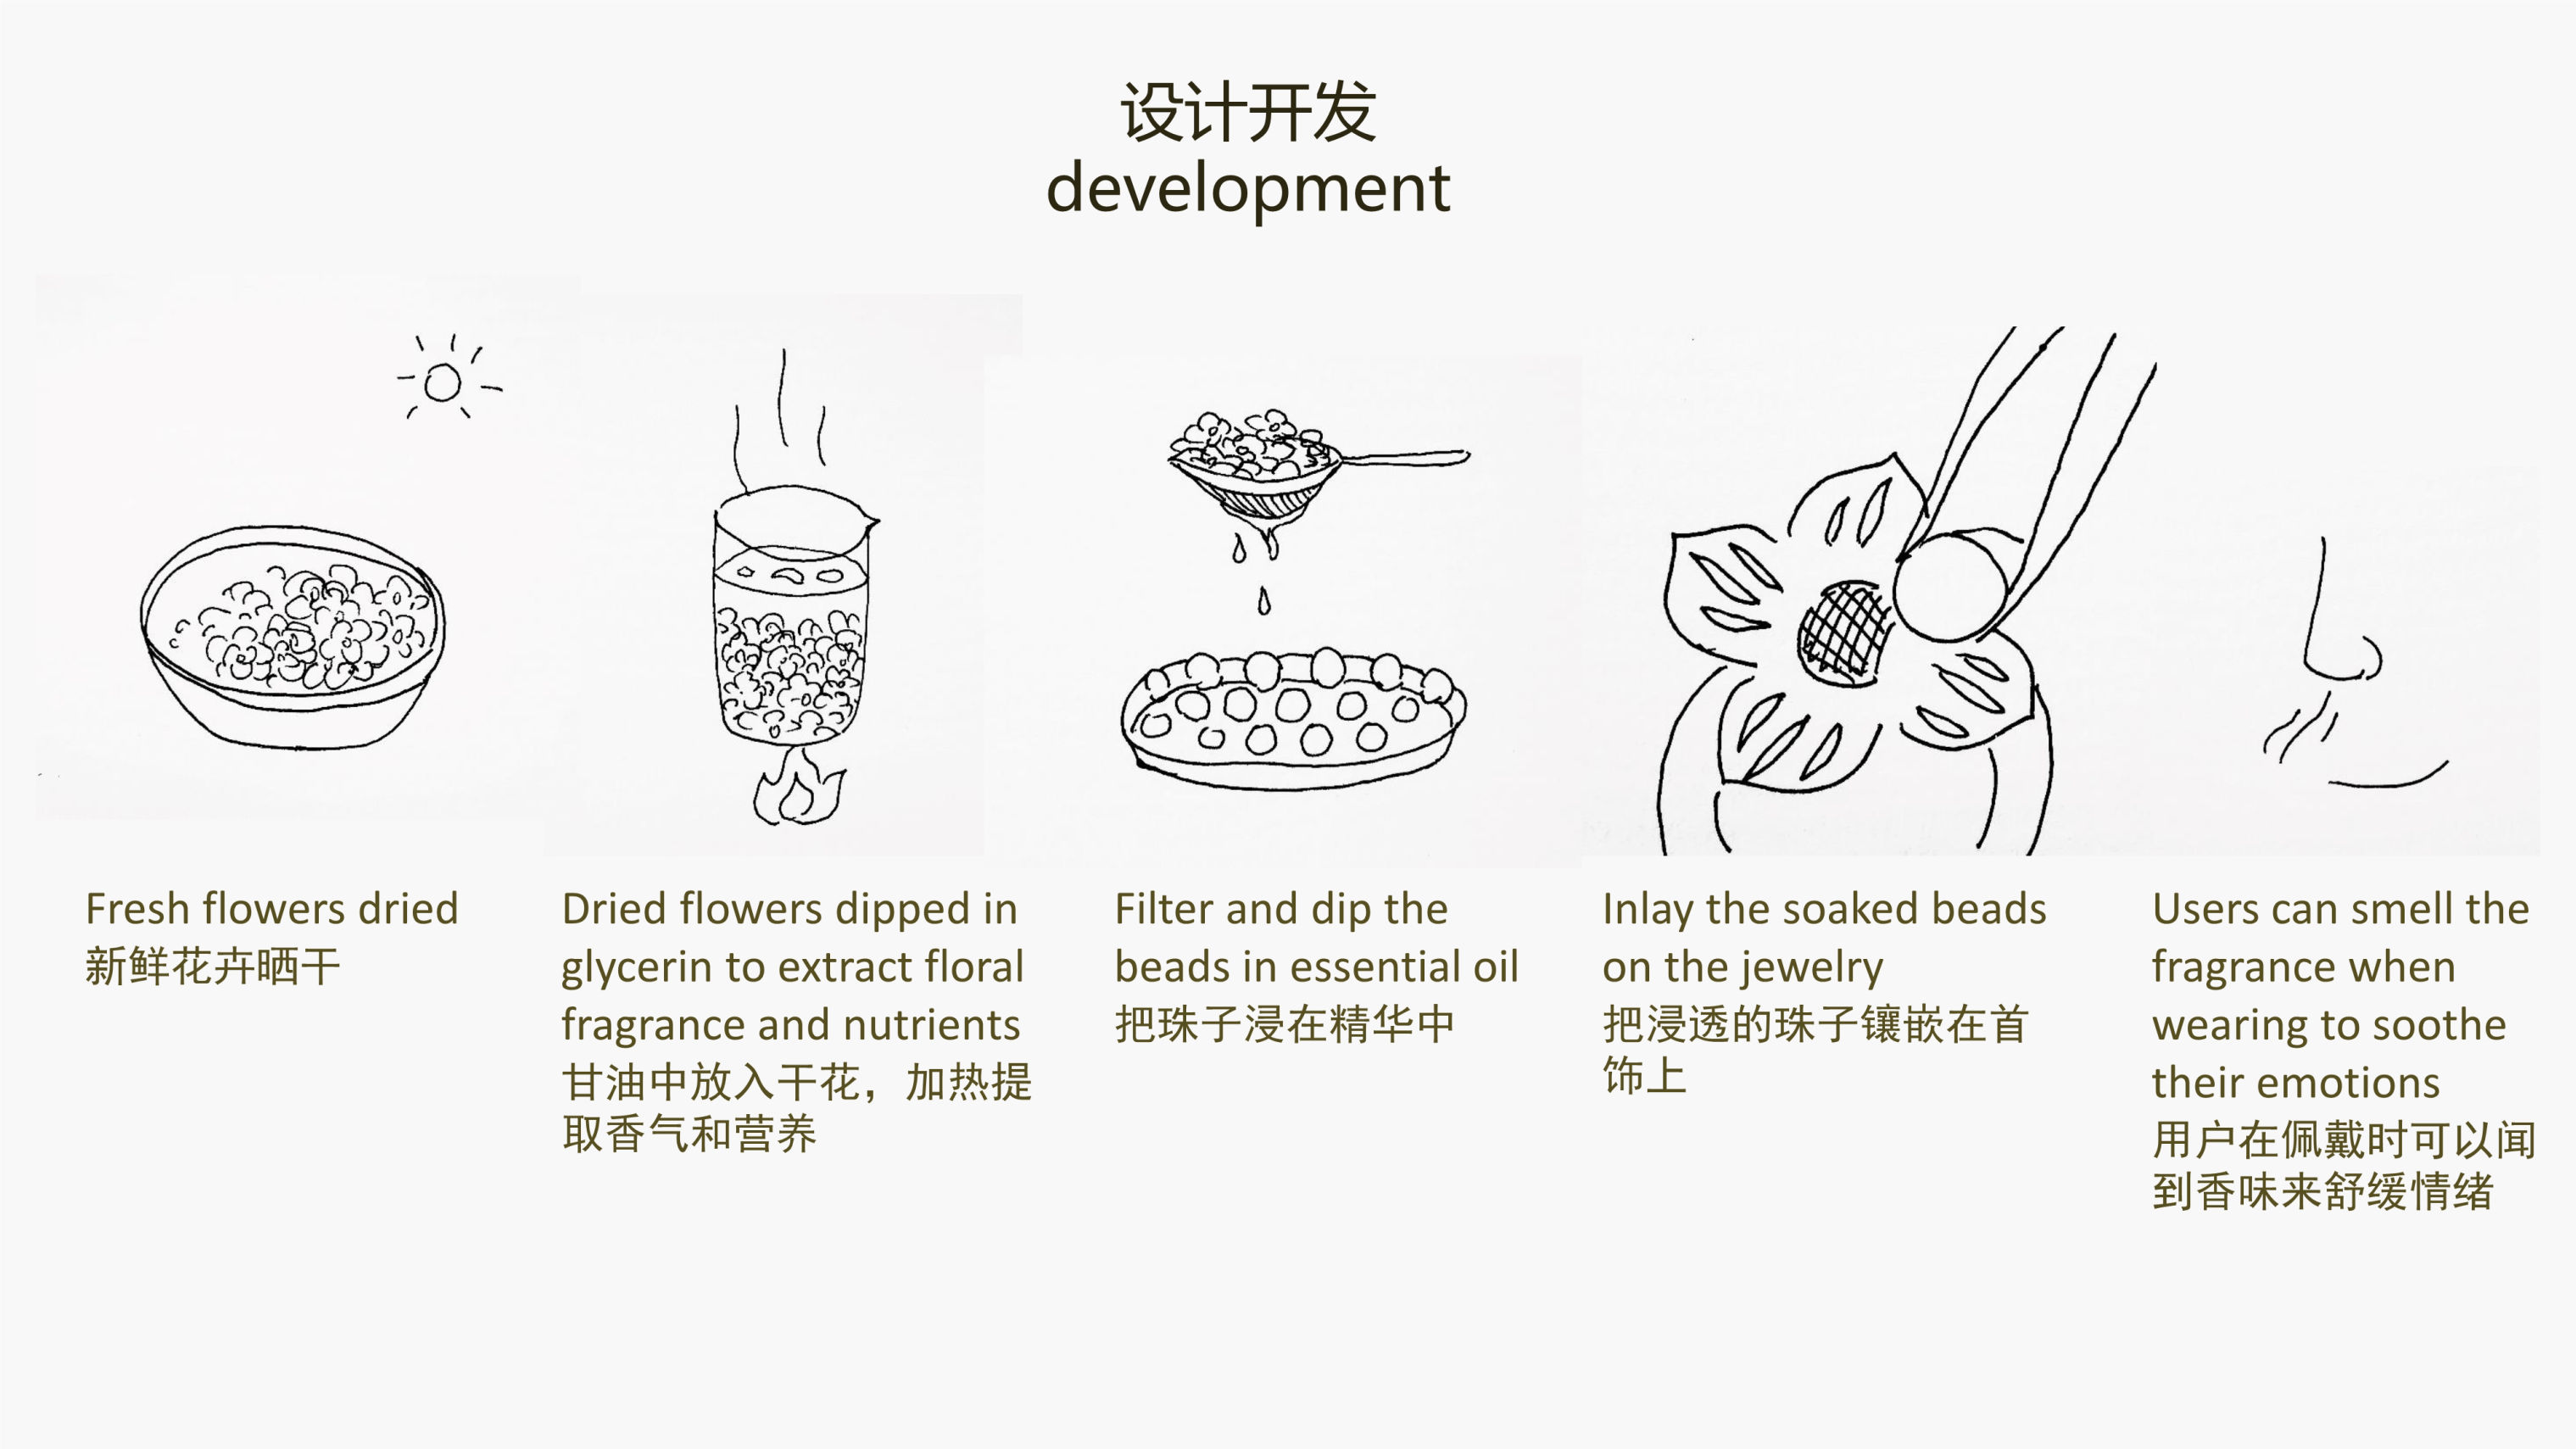 设计开发
development
Fresh flowers dried
新鲜花卉晒干
Dried flowers dipped in
glycerin to extract floral
fragrance and nutrients
甘油中放入干花，加热提
取香气和营养
Filter and dip the
beads in essential oil
把珠子浸在精华中
Inlay the soaked beads
on the jewelry
把浸透的珠子镶嵌在首
饰上
Users can smell the
fragrance when
wearing to soothe
their emotions
用户在佩戴时可以闻
到香味来舒缓情绪